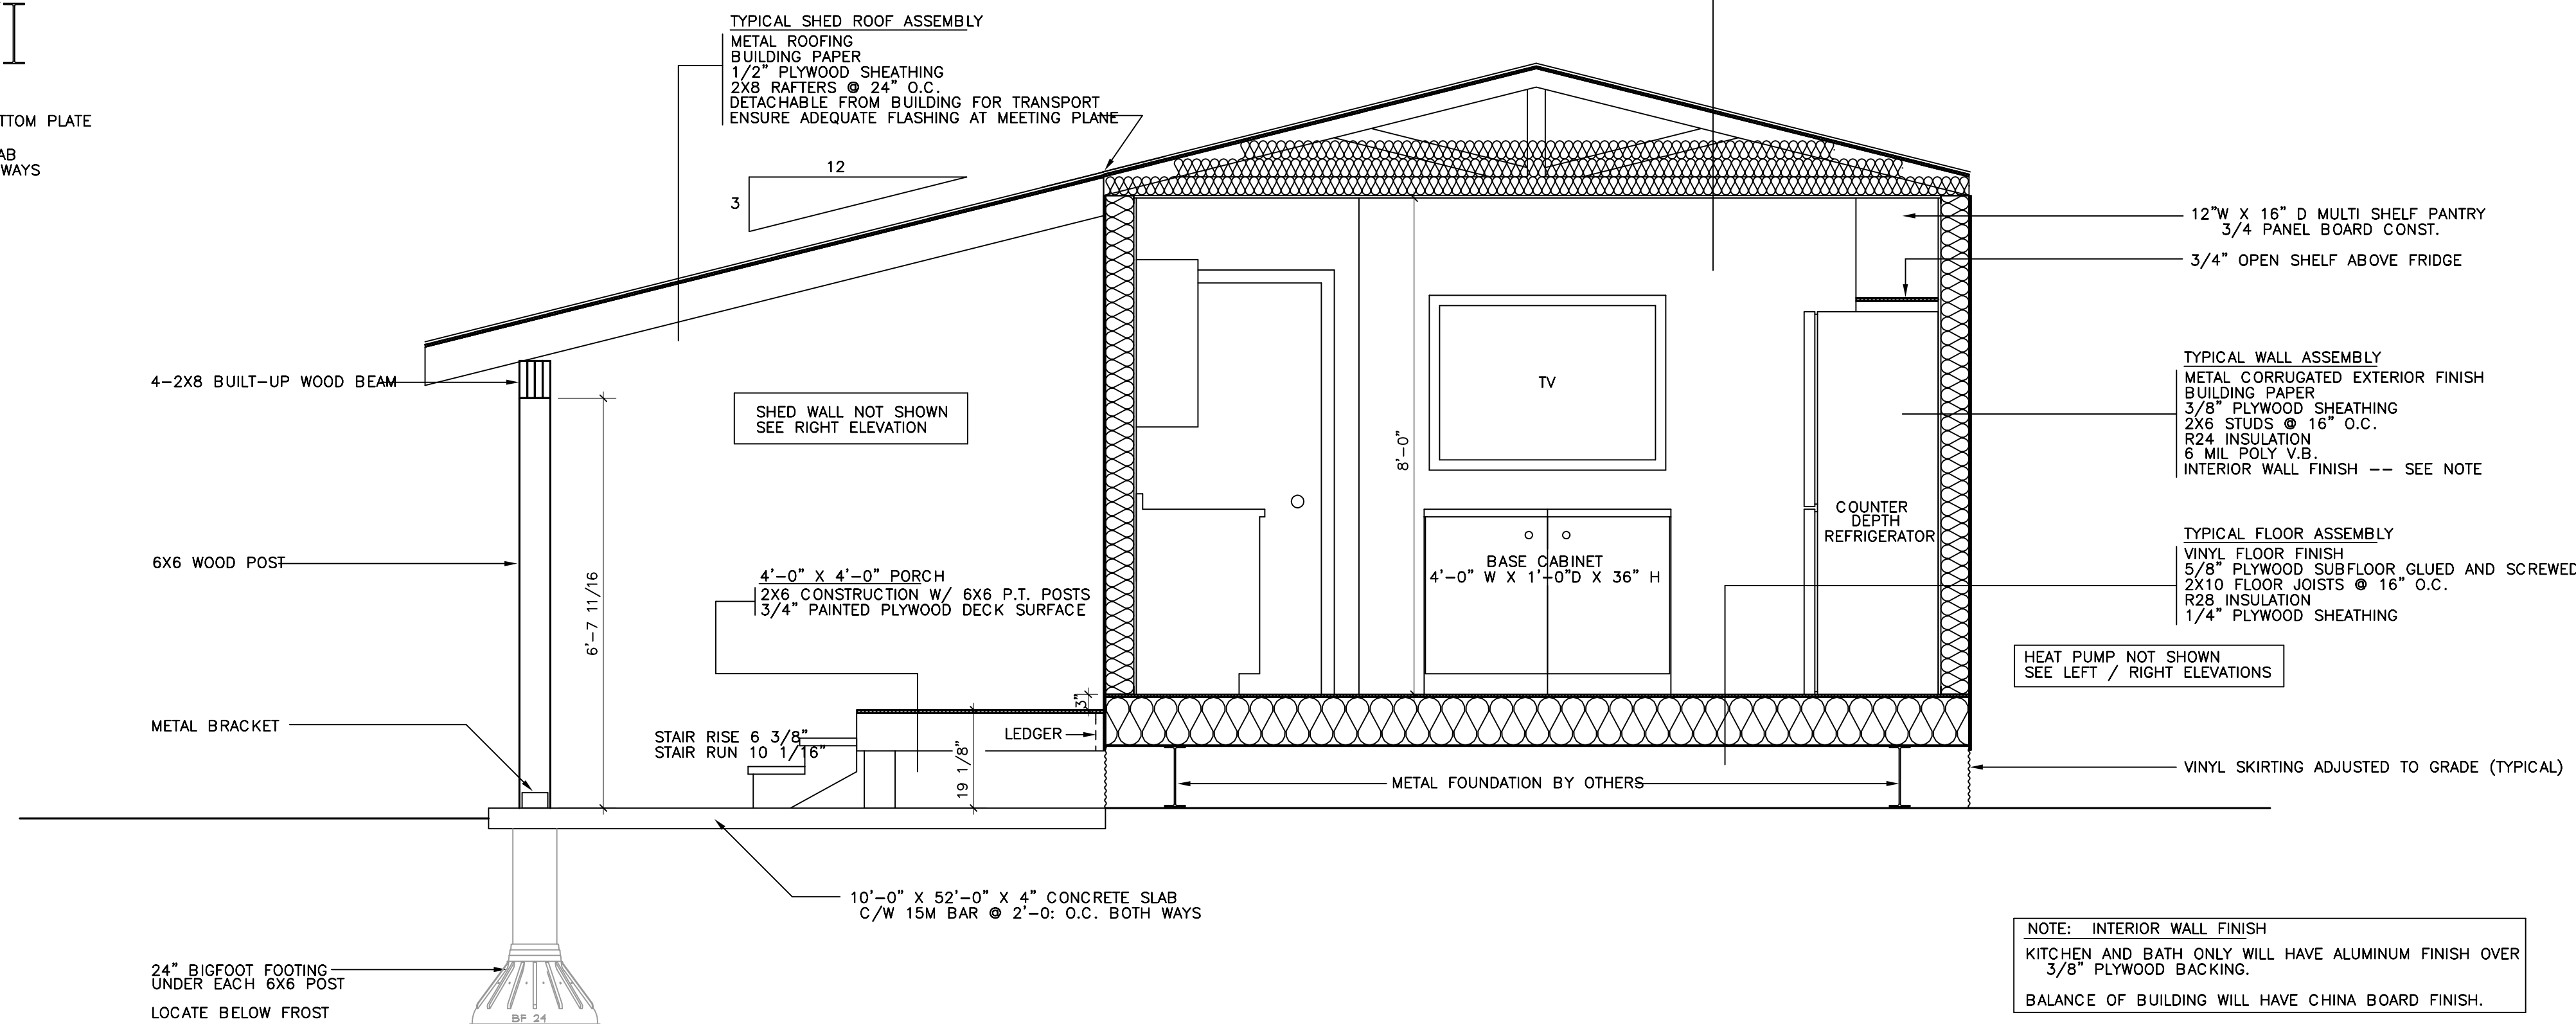 TTOM PLATE
AB
WAYS
TYPICAL SHED ROOF ASSEMBLY
METAL ROOFING
BUILDING PAPER
1/2" PLYWOOD SHEATHING
2X8 RAFTERS @ 24" O.C.
DETACHABLE FROM BUILDING FOR TRANSPORT
ENSURE ADEQUATE FLASHING AT MEETING PLANE
12
3
4-2X8 BUILT-UP WOOD BEAM
SHED WALL NOT SHOWN
SEE RIGHT ELEVATION
6X6 WOOD POST
6'-7 11/16
4'-0" X 4'-0" PORCH
2X6 CONSTRUCTION W/ 6X6 P.T. POSTS
3/4" PAINTED PLYWOOD DECK SURFACE
METAL BRACKET
STAIR RISE 6 3/8"
STAIR RUN 10 1/16"
3"
LEDGER
19 1/8"
8'-0"
TV
BASE CABINET
4'-0" W X 1'-0"D X 36" H
COUNTER
DEPTH
REFRIGERATOR
METAL FOUNDATION BY OTHERS
12"W X 16" D MULTI SHELF PANTRY
3/4 PANEL BOARD CONST.
3/4" OPEN SHELF ABOVE FRIDGE
TYPICAL WALL ASSEMBLY
METAL CORRUGATED EXTERIOR FINISH
BUILDING PAPER
3/8" PLYWOOD SHEATHING
2X6 STUDS @ 16" O.C.
R24 INSULATION
6 MIL POLY V.B.
INTERIOR WALL FINISH -- SEE NOTE
TYPICAL FLOOR ASSEMBLY
VINYL FLOOR FINISH
5/8" PLYWOOD SUBFLOOR GLUED AND SCREWED
2X10 FLOOR JOISTS @ 16" O.C.
R28 INSULATION
1/4" PLYWOOD SHEATHING
HEAT PUMP NOT SHOWN
SEE LEFT / RIGHT ELEVATIONS
VINYL SKIRTING ADJUSTED TO GRADE (TYPICAL)
10'-0" X 52'-0" X 4" CONCRETE SLAB
C/W 15M BAR @ 2'-0: O.C. BOTH WAYS
24" BIGFOOT FOOTING
UNDER EACH 6X6 POST
LOCATE BELOW FROST
BF 24
NOTE: INTERIOR WALL FINISH
KITCHEN AND BATH ONLY WILL HAVE ALUMINUM FINISH OVER
3/8" PLYWOOD BACKING.
BALANCE OF BUILDING WILL HAVE CHINA BOARD FINISH.